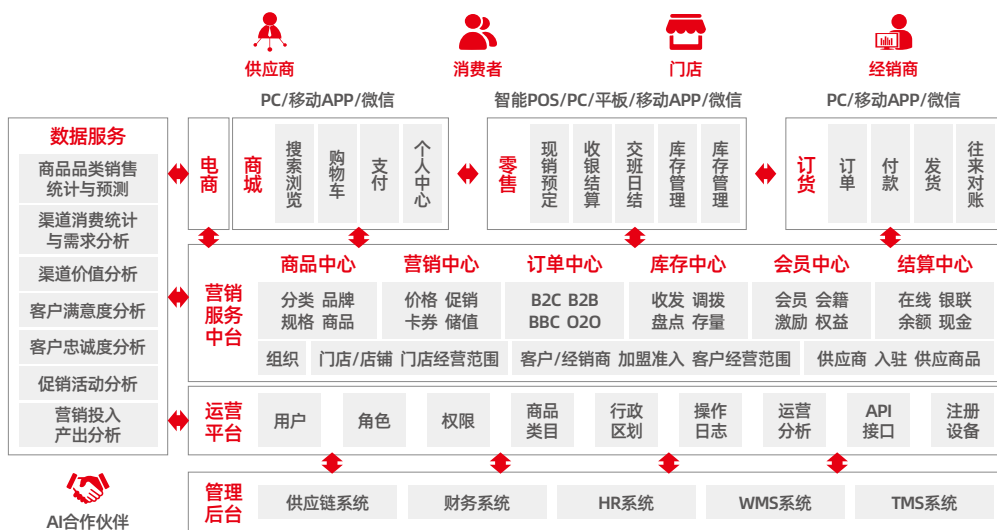 供应商
消费者
门店
经销商
PC/移动APP/微信
智能POS/PC/平板/移动APP/微信
PC/移动APP/微信
数据服务
商品品类销售
统计与预测
渠道消费统计
与需求分析
渠道价值分析
客户满意度分析
客户忠诚度分析
促销活动分析
营销投入
产出分析
AI合作伙伴
电商
商城
搜索浏览
购物车
支付
个人中心
零售
现销预定
收银结算
交班日结
库存管理
库存管理
订货
订单
付款
发货
往来对账
营销
服务
中台
商品中心
分类 品牌
规格 商品
营销中心
价格 促销
卡券 储值
订单中心
B2C B2B
BBC O2O
库存中心
收发 调拨
盘点 存量
会员中心
会员 会籍
激励 权益
结算中心
在线 银联
余额 现金
组织
门店/店铺 门店经营范围
客户/经销商 加盟准入 客户经营范围
供应商 入驻 供应商品
运营
平台
用户
角色
权限
商品
类目
行政
区划
操作
日志
运营
分析
API
接口
注册
设备
管理
后台
供应链系统
财务系统
HR系统
WMS系统
TMS系统